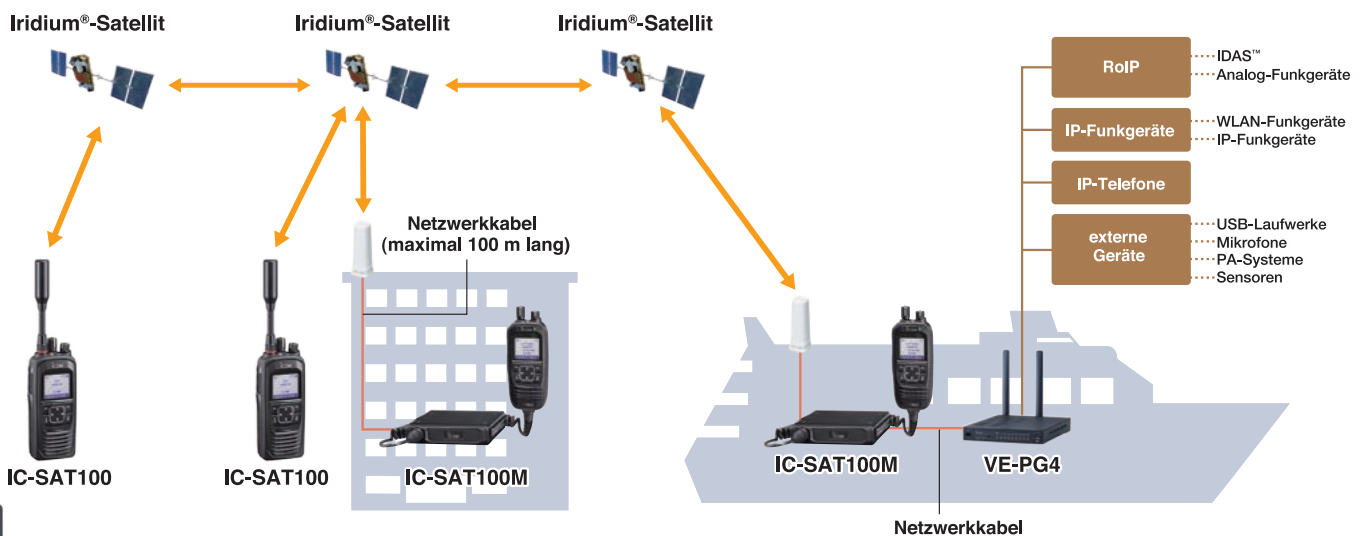 Iridium®-Satellit
Iridium®-Satellit
Iridium®-Satellit
RoIP
IDAS™
Analog-Funkgeräte
IP-Funkgeräte
WLAN-Funkgeräte
IP-Funkgeräte
IP-Telefone
externe
Geräte
USB-Laufwerke
Mikrofone
PA-Systeme
Sensoren
Netzwerkkabel
(maximal 100 m lang)
IC-SAT100
IC-SAT100
IC-SAT100M
IC-SAT100M
VE-PG4
Netzwerkkabel